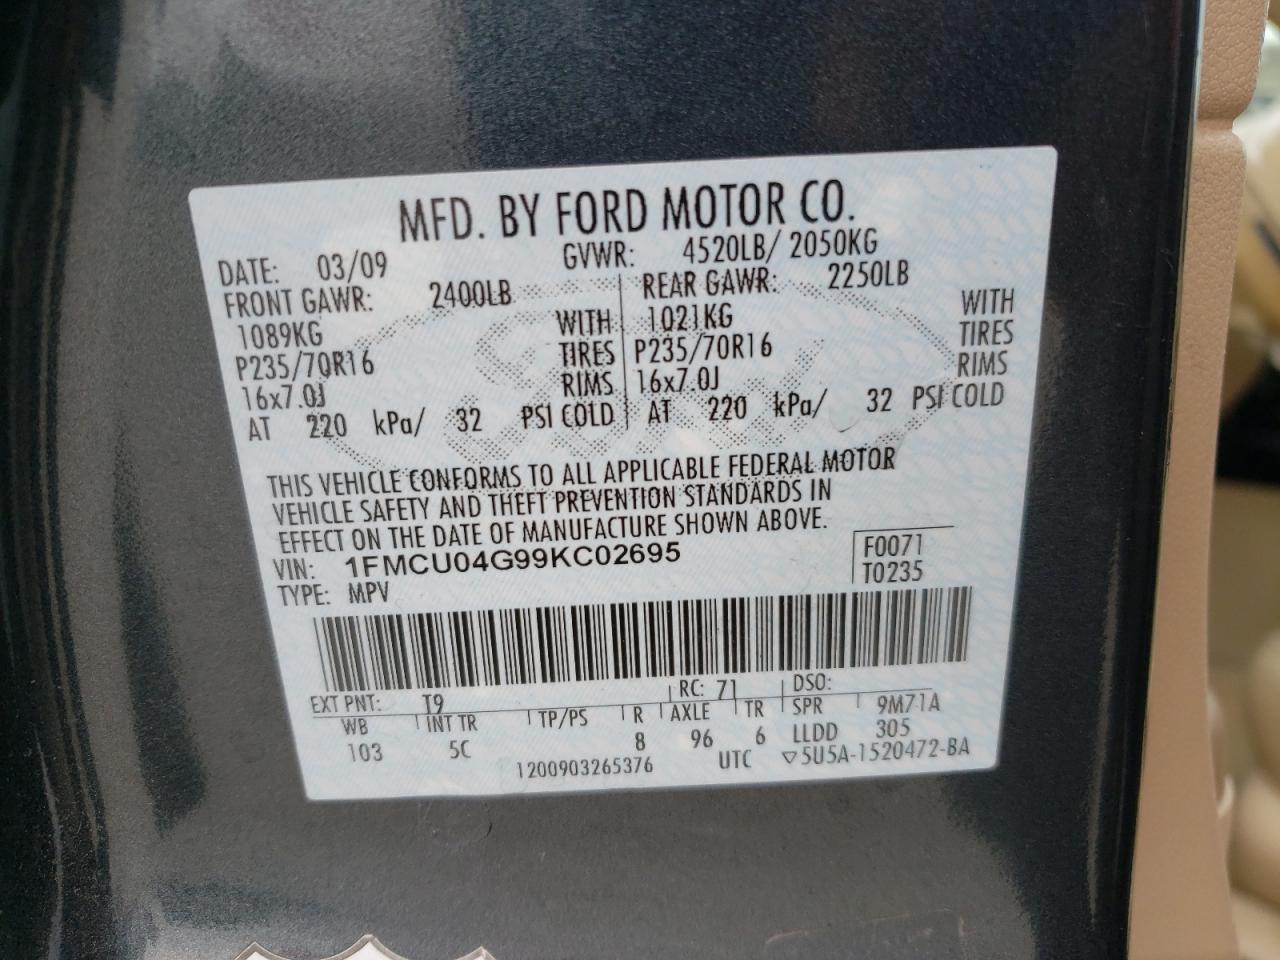 MFD. BY FORD MOTOR CO.
DATE: 03/09 GVWR: 4520LB/ 2050KG
FRONT GAWR: 2400LB REAR GAWR: 2250LB
1089KG WITH 1021KG WITH
P235/70R16 TIRES P235/70R16 TIRES
16x7.0J RIMS 16x7.0J RIMS
AT 220 kPa/ 32 PSI COLD AT 220 kPa/ 32 PSI COLD
THIS VEHICLE CONFORMS TO ALL APPLICABLE FEDERAL MOTOR
VEHICLE SAFETY AND THEFT PREVENTION STANDARDS IN
EFFECT ON THE DATE OF MANUFACTURE SHOWN ABOVE.
VIN: 1FMCU04G99KC02695 F0071
TYPE: MPV T0235
EXT PNT: T9 RC: 71 DSO:
WB INT TR TP/PS R AXLE TR SPR 9M71A
103 5C 8 96 6 LLDD 305
1200903265376 UTC ▽5U5A-1520472-BA